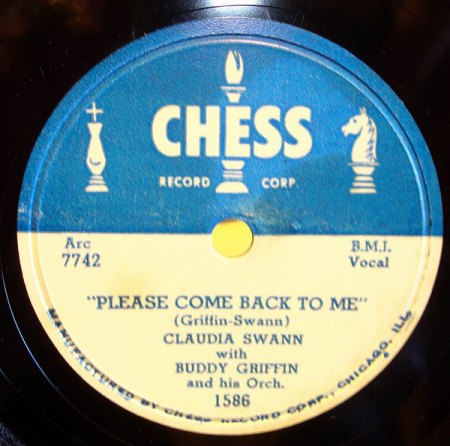 CHESS
RECORD CORP.
Arc
7742
B.M.I.
Vocal
"PLEASE COME BACK TO ME"
(Griffin-Swann)
CLAUDIA SWANN
with
BUDDY GRIFFIN
and his Orch.
1586
MANUFACTURED BY CHESS RECORD CORP., CHICAGO, ILL.